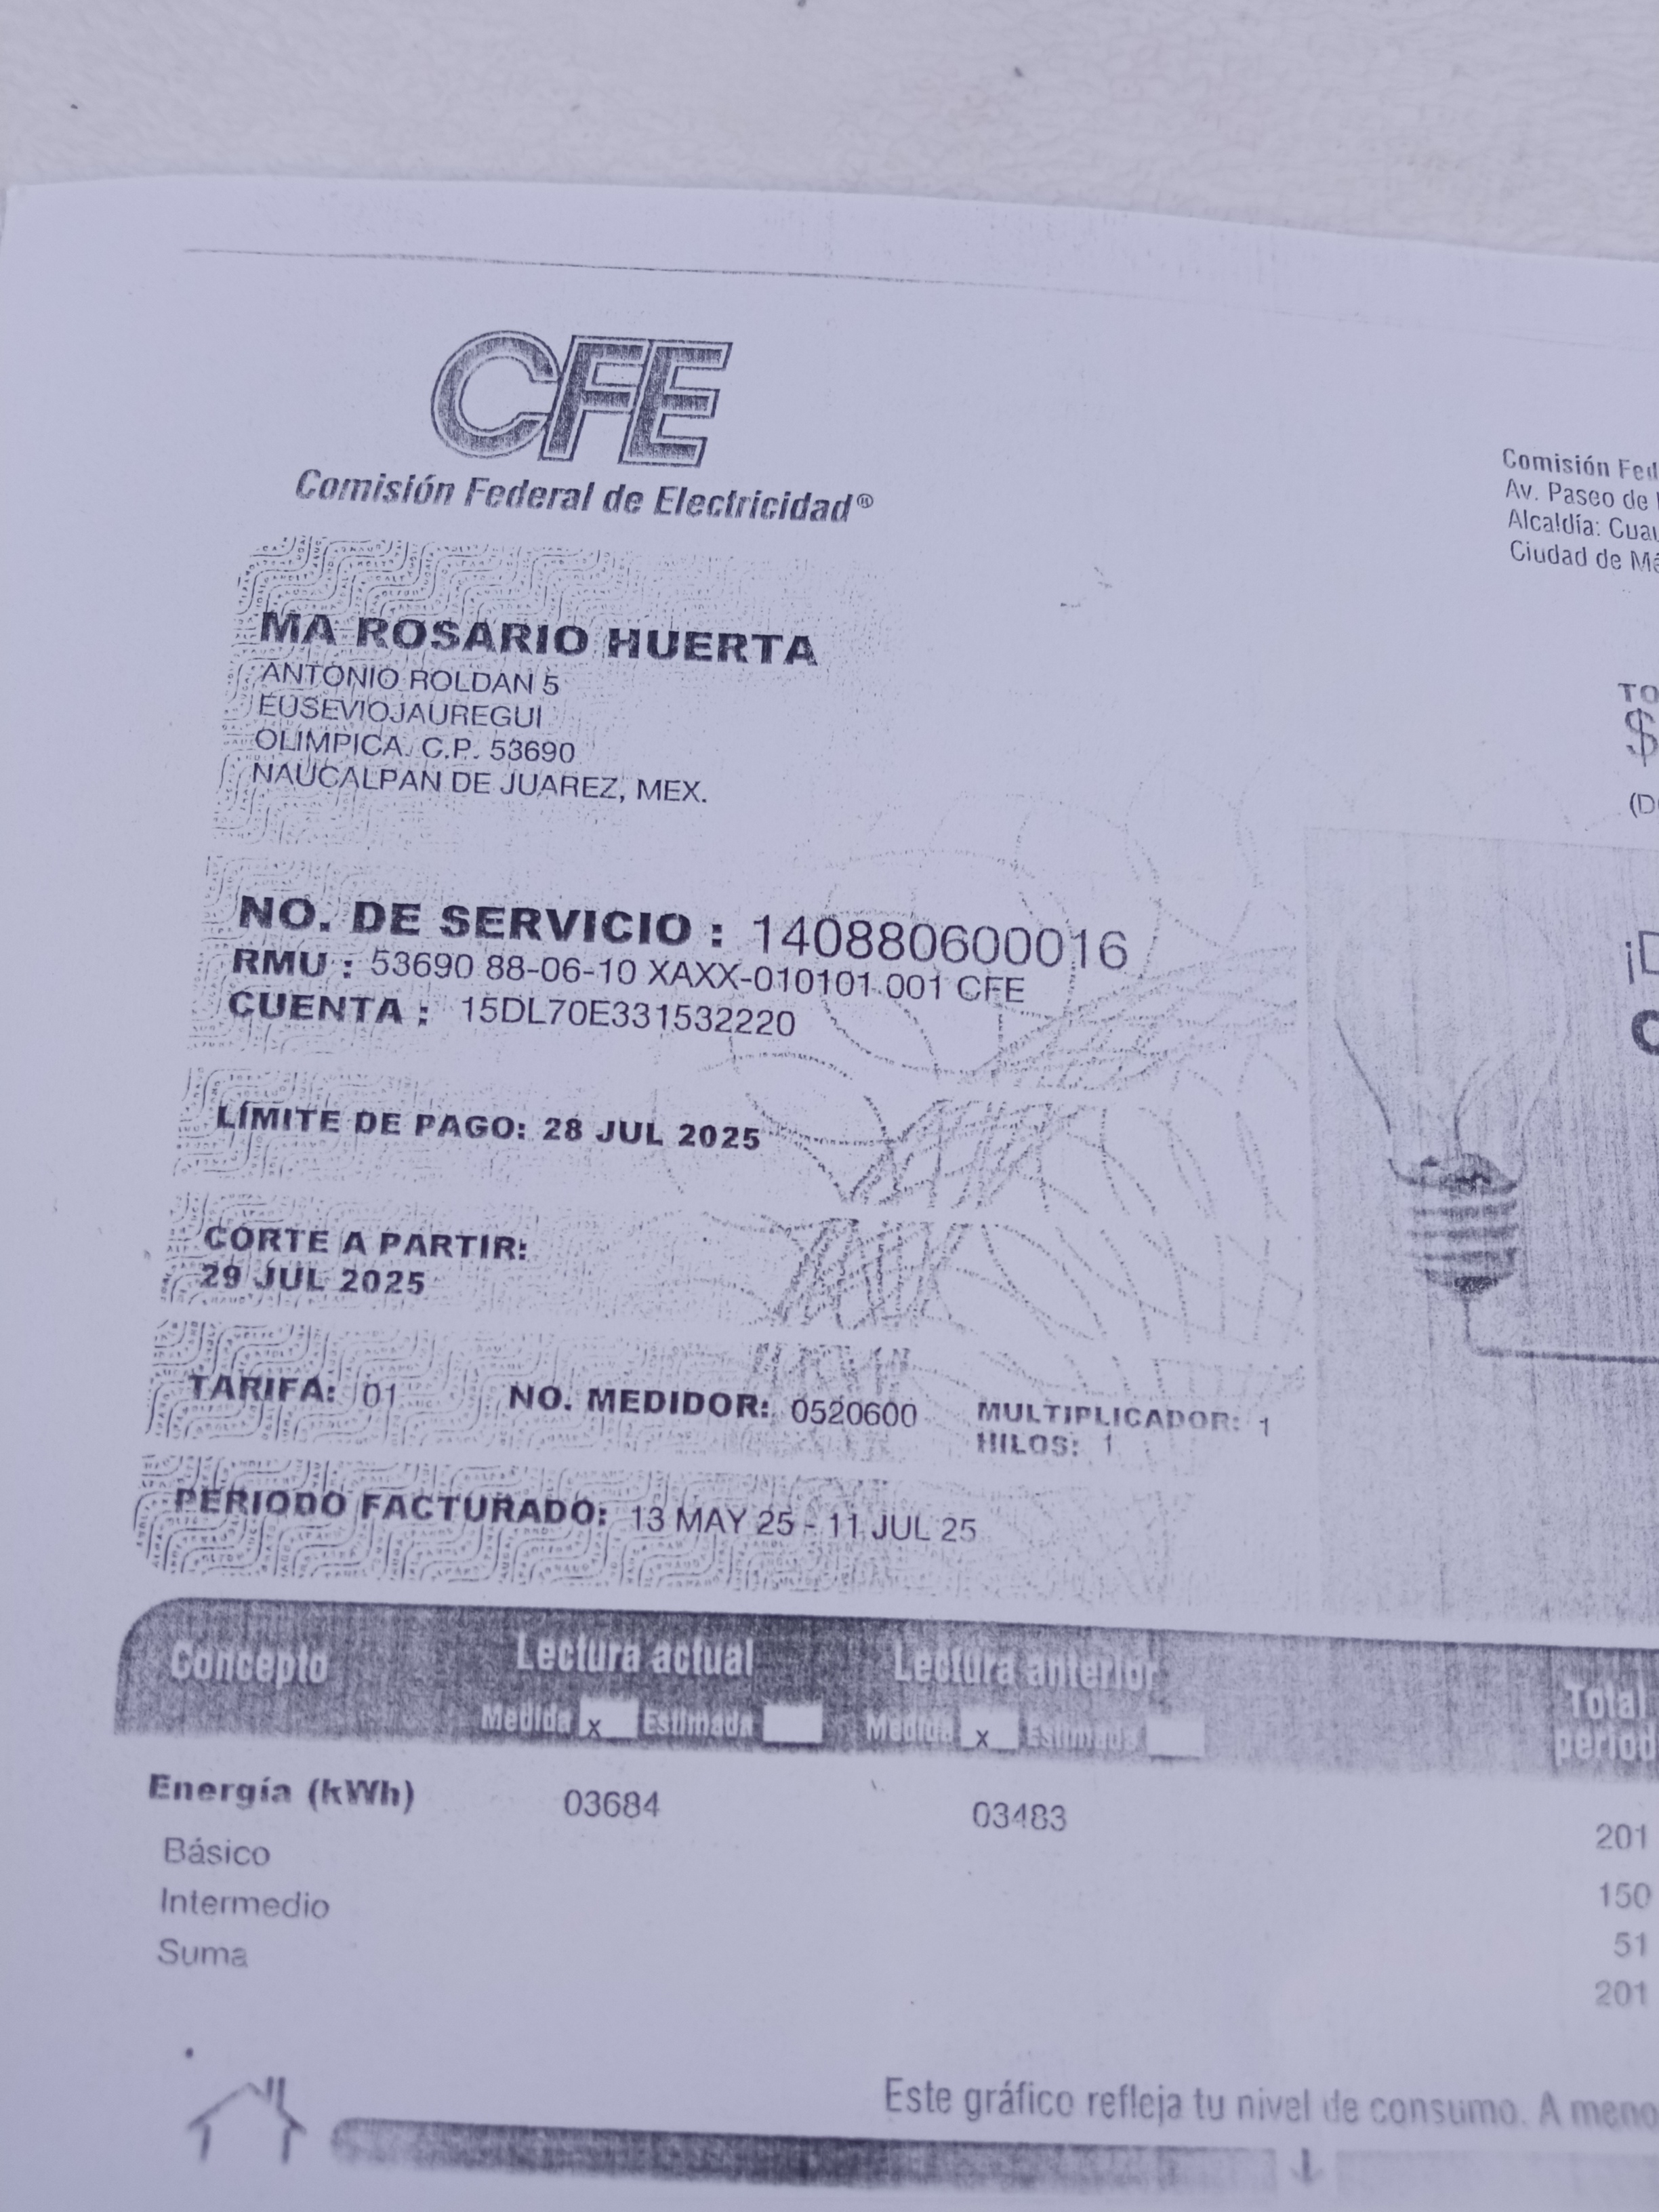 CFE
Comisión Federal de Electricidad®
Comisión Fed
Av. Paseo de
Alcaldía: Cua
Ciudad de Mé
MA ROSARIO HUERTA
ANTONIO ROLDAN 5
EUSEVIOJAUREGUI
OLIMPICA. C.P. 53690
NAUCALPAN DE JUAREZ, MEX.
TO
$
(D
NO. DE SERVICIO : 140880600016
RMU : 53690 88-06-10 XAXX-010101 001 CFE
CUENTA : 15DL70E331532220
LÍMITE DE PAGO: 28 JUL 2025
CORTE A PARTIR:
29 JUL 2025
TARIFA: 01 NO. MEDIDOR: 0520600 MULTIPLICADOR: 1
HILOS: 1
PERIODO FACTURADO: 13 MAY 25 - 11 JUL 25
Concepto Lectura actual Lectura anterior Total
Medida x Estimada Medida x Estimada period
Energía (kWh) 03684 03483 201
Básico 150
Intermedio 51
Suma 201
Este gráfico refleja tu nivel de consumo. A meno